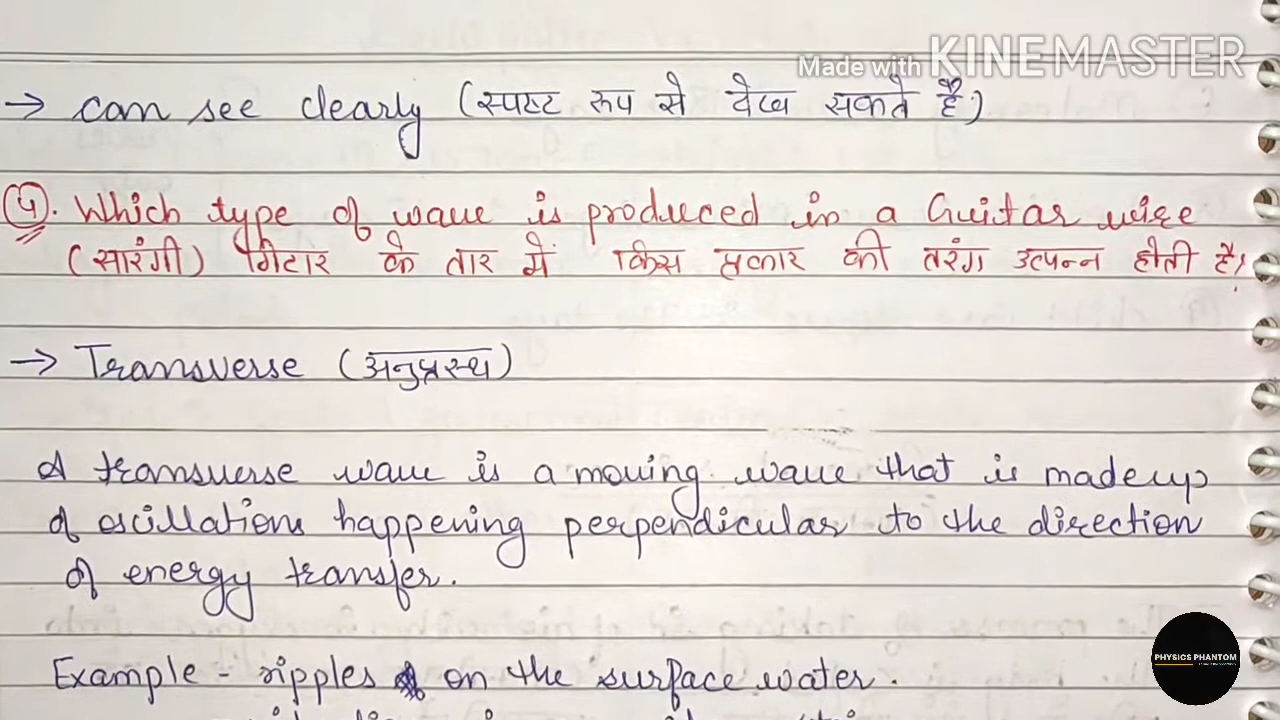 Made with KINEMASTER
→ can see clearly (स्पष्ट रुप से देख सकते हैं)
4. Which type of wave is produced in a Guitar wire
(सारंगी) गिटार के तार में किस प्रकार की तरंग उत्पन्न होती है।
→ Transverse (अनुप्रस्थ)
A transverse wave is a moving wave that is madeup
of oscillations happening perpendicular to the direction
of energy transfer.
Example - ripples on the surface water.
PHYSICS PHANTOM